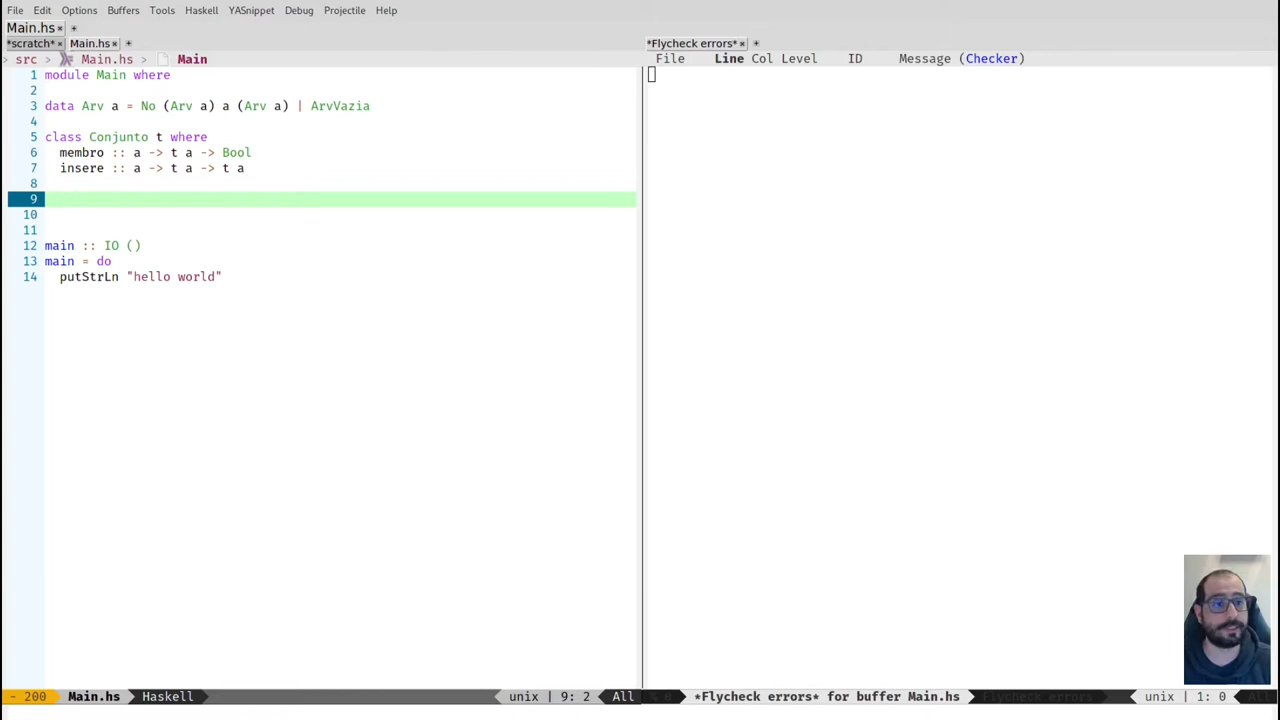 File Edit Options Buffers Tools Haskell YASnippet Debug Projectile Help
Main.hs × +
*scratch* × Main.hs × +
> src > Main.hs > Main
1 module Main where
2
3 data Arv a = No (Arv a) a (Arv a) | ArvVazia
4
5 class Conjunto t where
6   membro :: a -> t a -> Bool
7   insere :: a -> t a -> t a
8
9
10
11
12 main :: IO ()
13 main = do
14   putStrLn "hello world"
- 200 Main.hs Haskell unix | 9: 2 All
*Flycheck errors* × +
File Line Col Level ID Message (Checker)
*Flycheck errors* for buffer Main.hs Flycheck errors unix | 1: 0 All